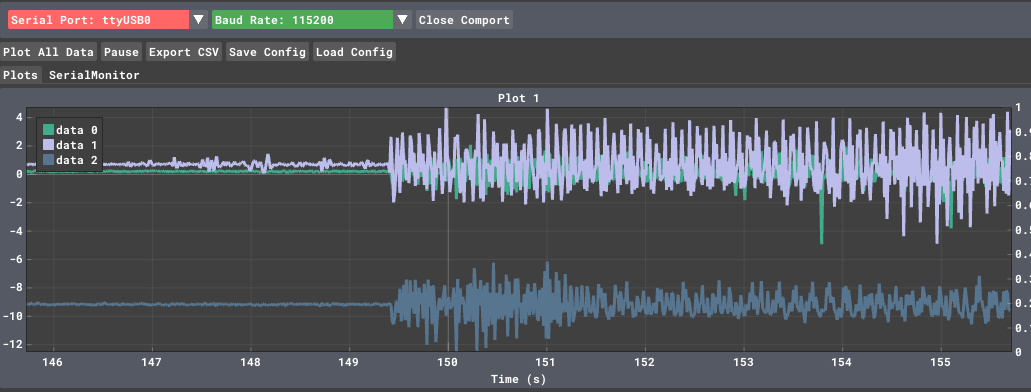 Serial Port: ttyUSB0 Baud Rate: 115200 Close Comport
Plot All Data Pause Export CSV Save Config Load Config
Plots SerialMonitor
Plot 1
data 0
data 1
data 2
4
2
0
-2
-4
-6
-8
-10
-12
1
0.9
0.8
0.7
0.6
0.5
0.4
0.3
0.2
0.1
0
146 147 148 149 150 151 152 153 154 155
Time (s)